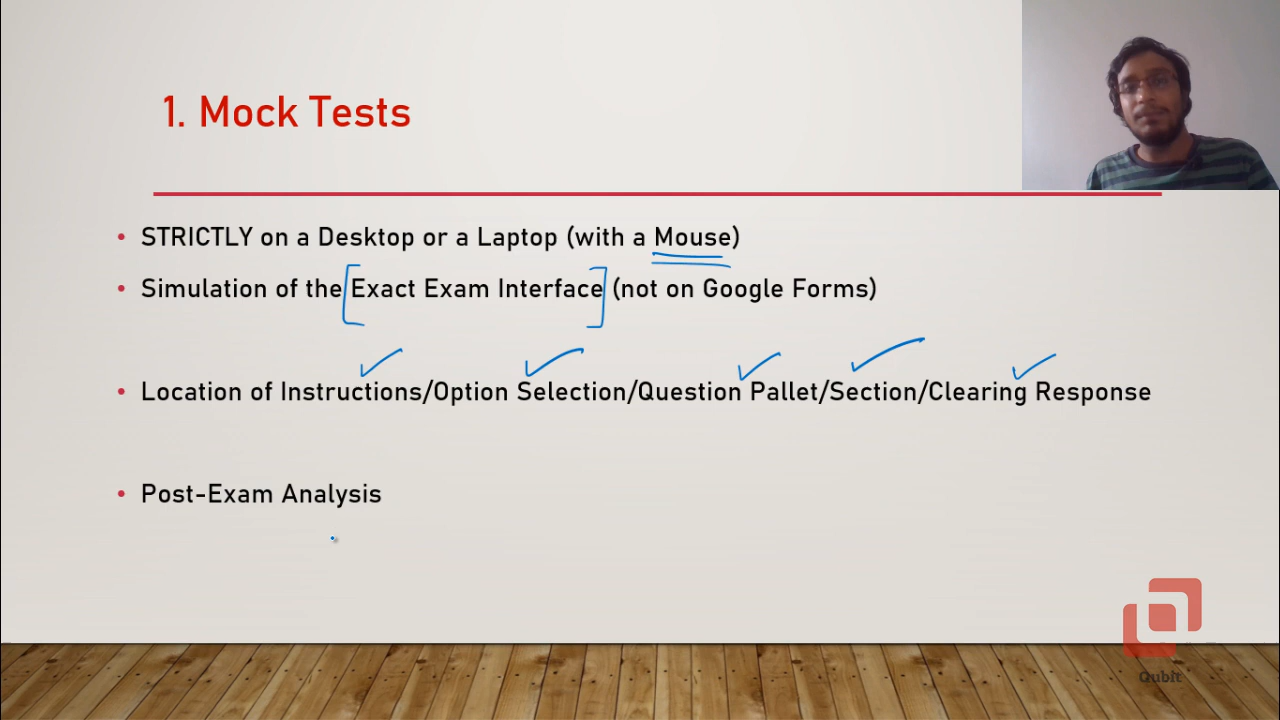 1. Mock Tests
• STRICTLY on a Desktop or a Laptop (with a Mouse)
• Simulation of the Exact Exam Interface (not on Google Forms)
• Location of Instructions/Option Selection/Question Pallet/Section/Clearing Response
• Post-Exam Analysis
Qubit